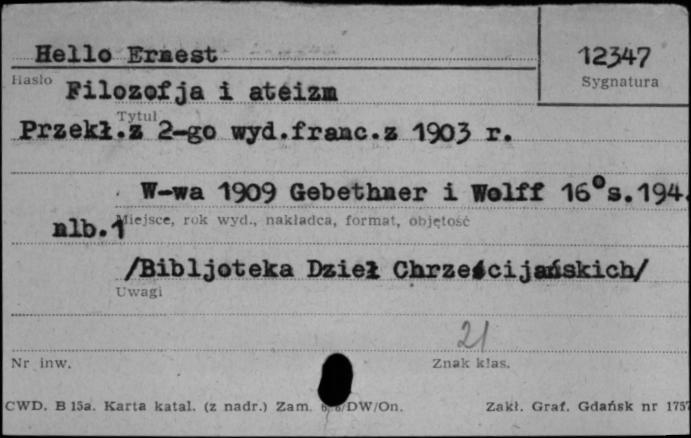 Hello Ernest
12347
Hasło
Sygnatura
Filozofja i ateizm
Tytuł
Przekł.z 2-go wyd.franc.z 1903 r.
W-wa 1909 Gebethner i Wolff 16°s.194.
Miejsce, rok wyd., nakładca, format, objętość
nlb.1
/Bibljoteka Dzieł Chrześcijańskich/
Uwagi
21
Nr inw.
Znak klas.
CWD. B 15a. Karta katal. (z nadr.) Zam. /DW/On.
Zakł. Graf. Gdańsk nr 1757